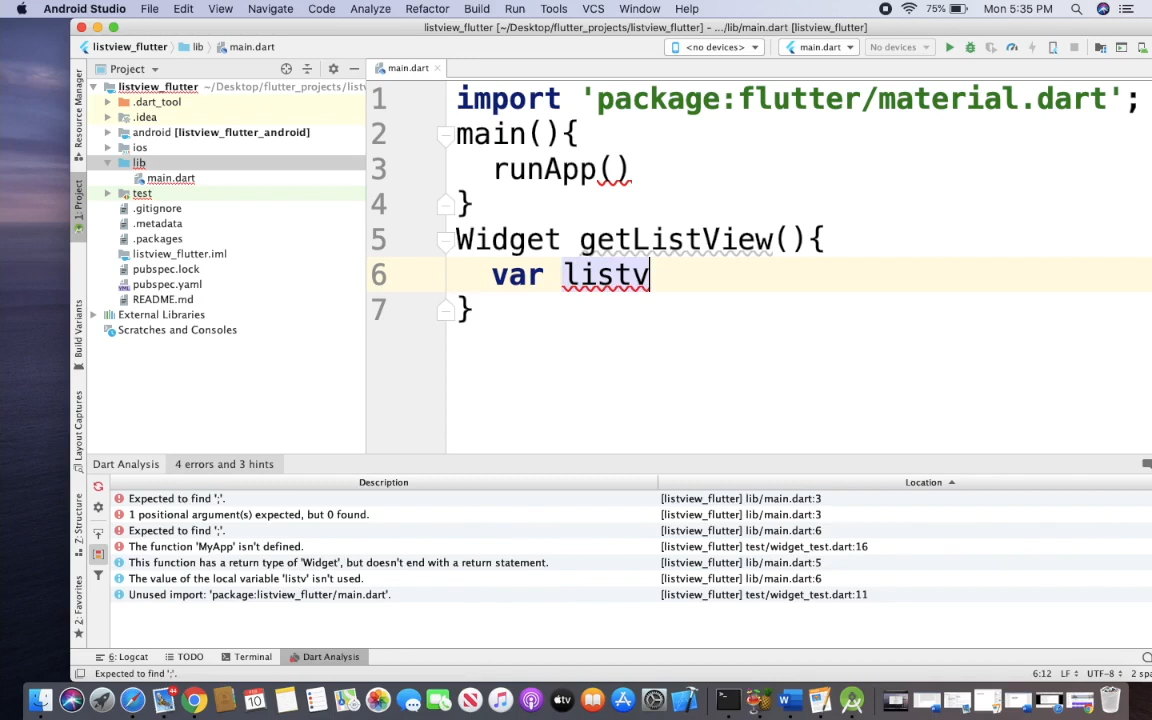 Android Studio File Edit View Navigate Code Analyze Refactor Build Run Tools VCS Window Help 75% Mon 5:35 PM
listview_flutter [~/Desktop/flutter_projects/listview_flutter] - .../lib/main.dart [listview_flutter]
listview_flutter lib main.dart <no devices> main.dart No devices
Project main.dart
Resource Manager
1: Project
Build Variants
Layout Captures
Z: Structure
2: Favorites
listview_flutter ~/Desktop/flutter_projects/listv
.dart_tool
.idea
android [listview_flutter_android]
ios
lib
main.dart
test
.gitignore
.metadata
.packages
listview_flutter.iml
pubspec.lock
pubspec.yaml
README.md
External Libraries
Scratches and Consoles
1 import 'package:flutter/material.dart';
2 main(){
3 runApp()
4 }
5 Widget getListView(){
6 var listv
7 }
Dart Analysis 4 errors and 3 hints
Description Location
Expected to find ';'. [listview_flutter] lib/main.dart:3
1 positional argument(s) expected, but 0 found. [listview_flutter] lib/main.dart:3
Expected to find ';'. [listview_flutter] lib/main.dart:6
The function 'MyApp' isn't defined. [listview_flutter] test/widget_test.dart:16
This function has a return type of 'Widget', but doesn't end with a return statement. [listview_flutter] lib/main.dart:5
The value of the local variable 'listv' isn't used. [listview_flutter] lib/main.dart:6
Unused import: 'package:listview_flutter/main.dart'. [listview_flutter] test/widget_test.dart:11
6: Logcat TODO Terminal Dart Analysis
Expected to find ';'. 6:12 LF UTF-8 2 spa